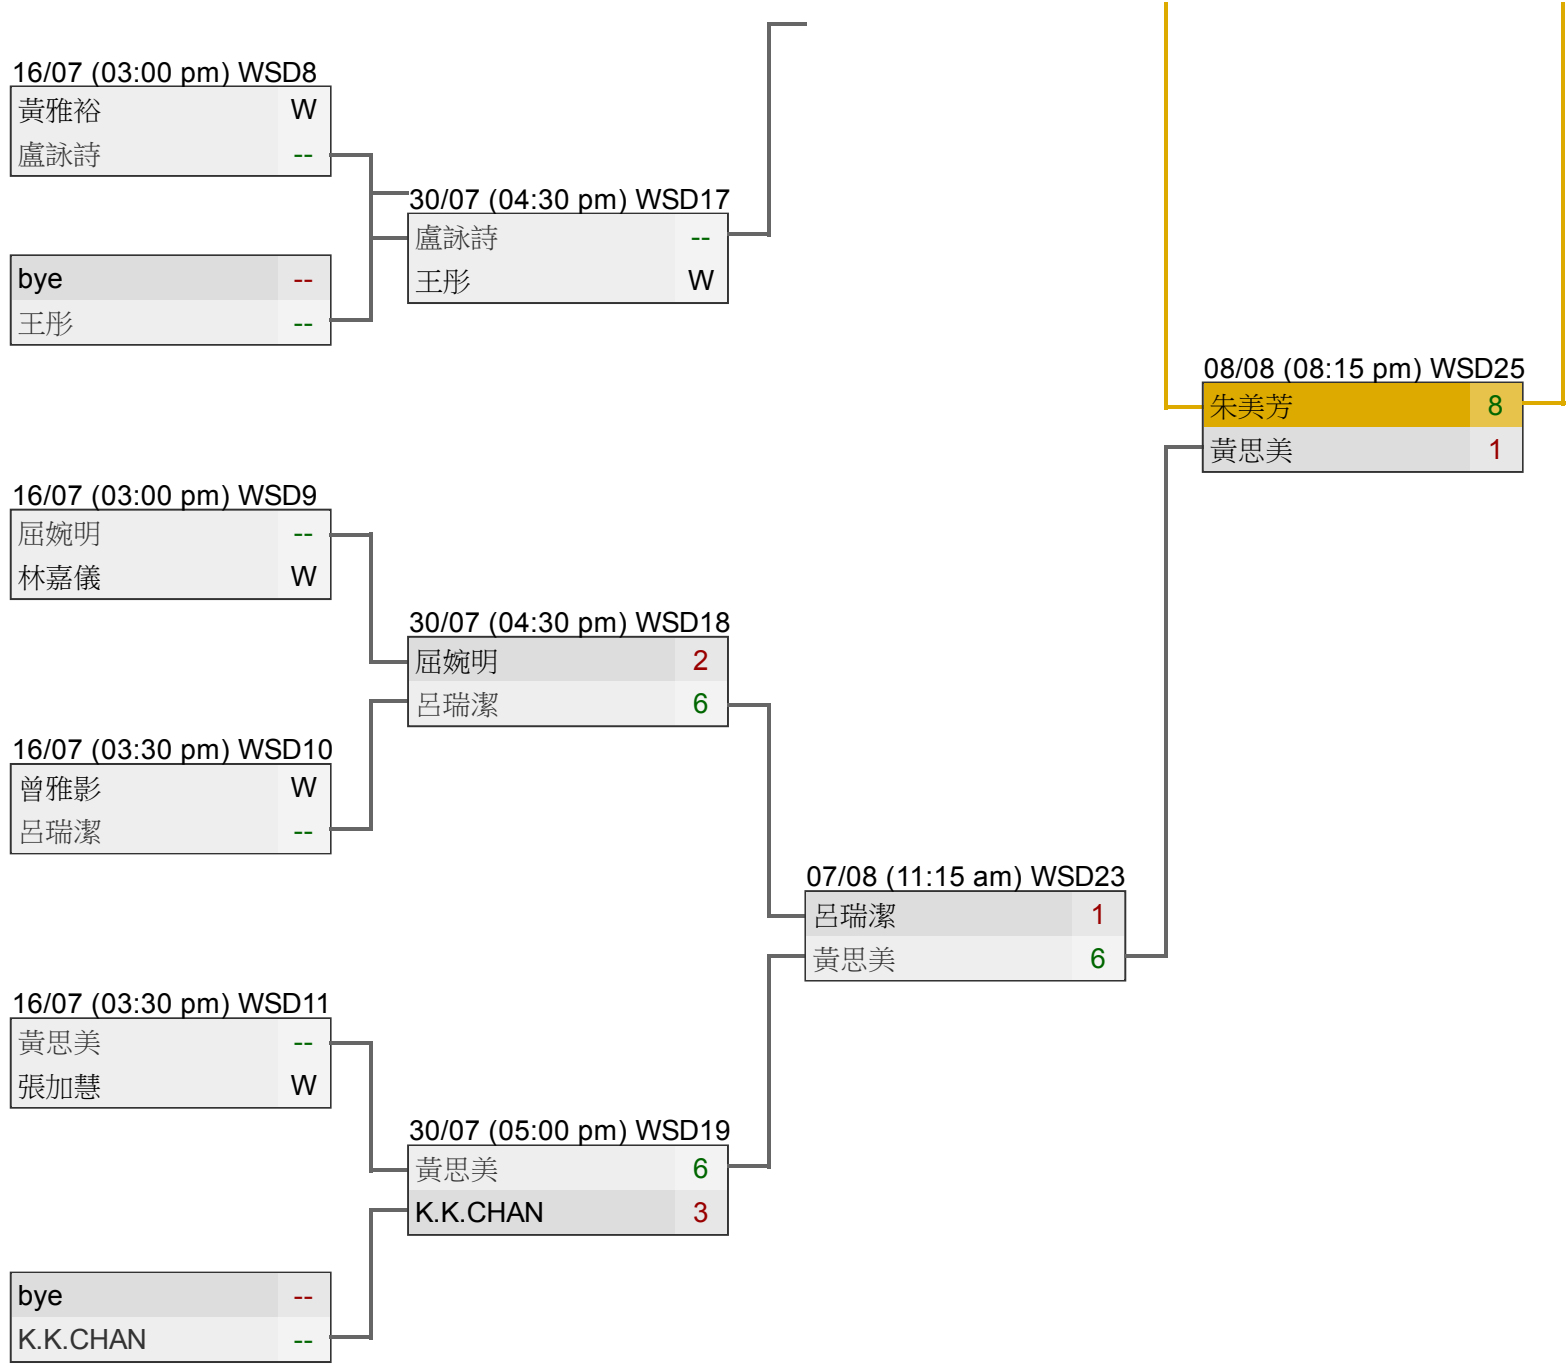 16/07 (03:00 pm) WSD8
黃雅裕 W
盧詠詩 --
bye --
王彤 --
30/07 (04:30 pm) WSD17
盧詠詩 --
王彤 W
08/08 (08:15 pm) WSD25
朱美芳 8
黃思美 1
16/07 (03:00 pm) WSD9
屈婉明 --
林嘉儀 W
30/07 (04:30 pm) WSD18
屈婉明 2
呂瑞潔 6
16/07 (03:30 pm) WSD10
曾雅影 W
呂瑞潔 --
07/08 (11:15 am) WSD23
呂瑞潔 1
黃思美 6
16/07 (03:30 pm) WSD11
黃思美 --
張加慧 W
30/07 (05:00 pm) WSD19
黃思美 6
K.K.CHAN 3
bye --
K.K.CHAN --